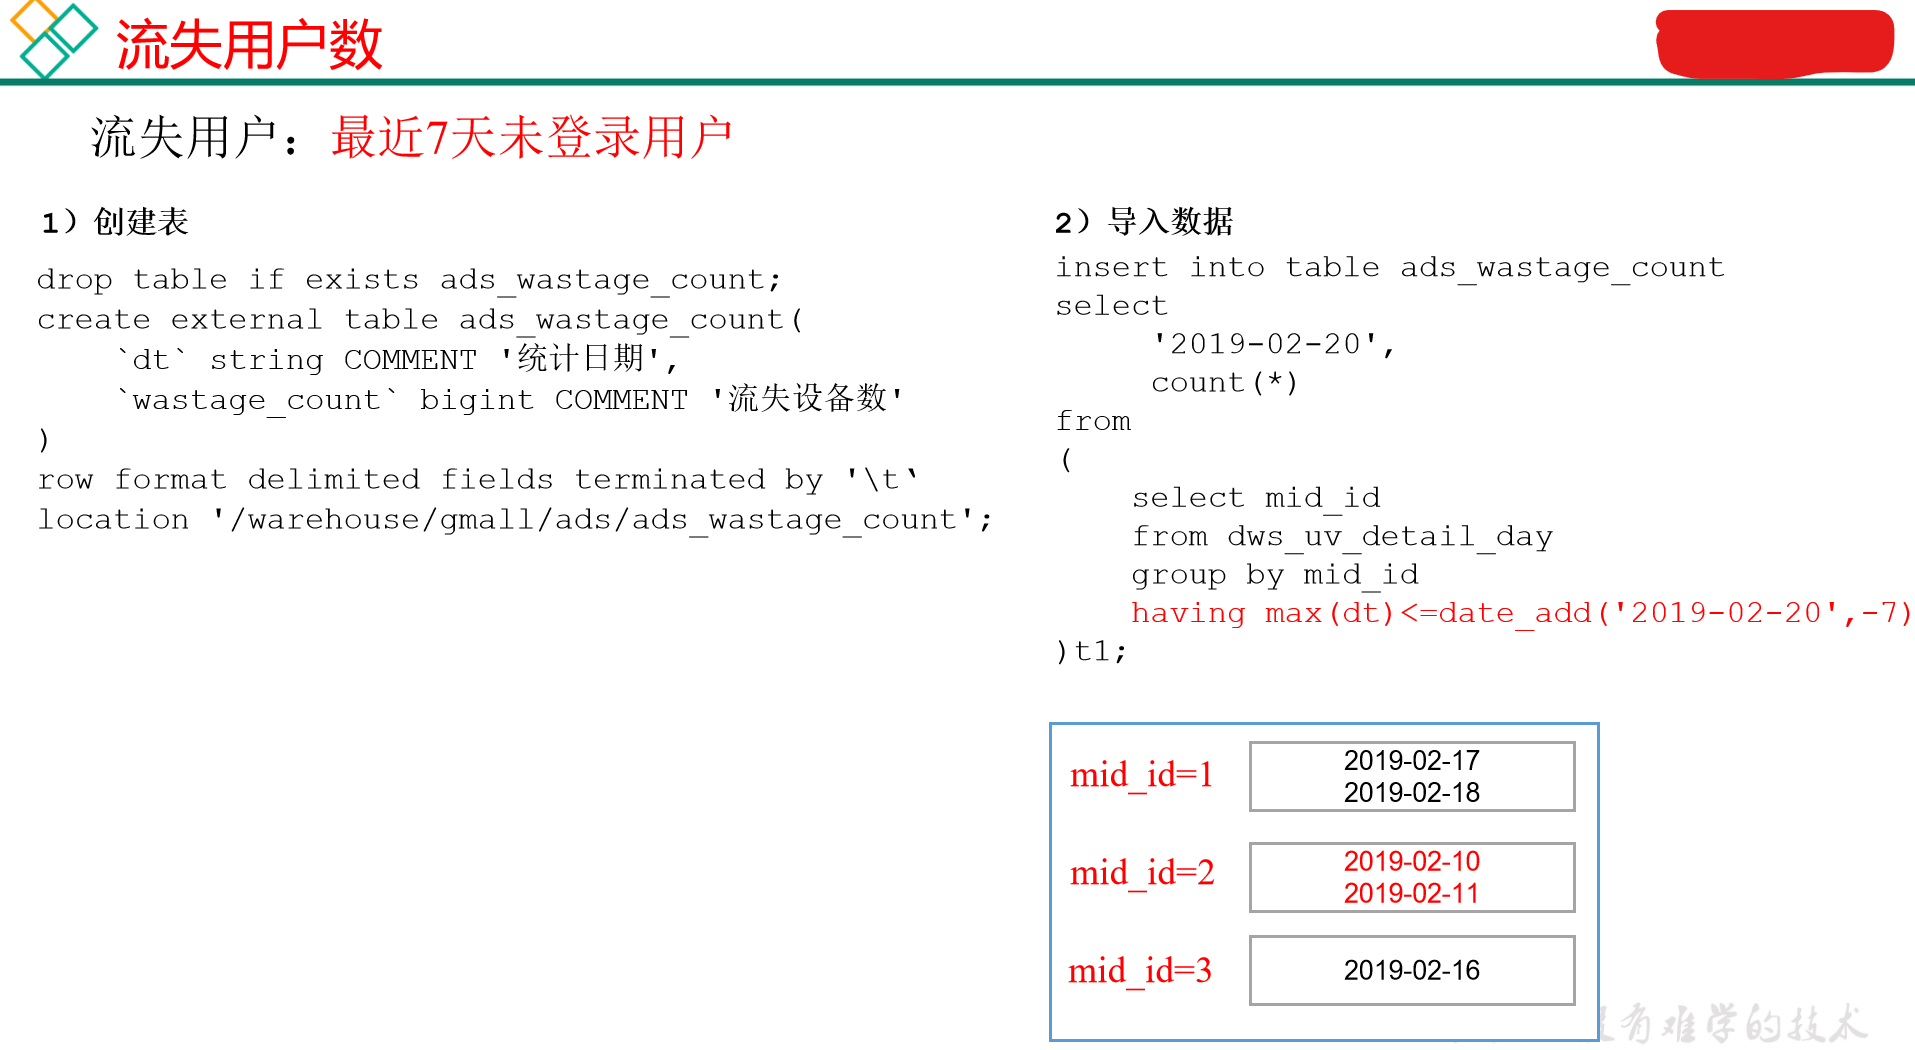 流失用户数
流失用户：最近7天未登录用户
1）创建表
drop table if exists ads_wastage_count;
create external table ads_wastage_count(
    `dt` string COMMENT '统计日期',
    `wastage_count` bigint COMMENT '流失设备数'
)
row format delimited fields terminated by '\t‘
location '/warehouse/gmall/ads/ads_wastage_count';
2）导入数据
insert into table ads_wastage_count
select
     '2019-02-20',
     count(*)
from
(
    select mid_id
    from dws_uv_detail_day
    group by mid_id
    having max(dt)<=date_add('2019-02-20',-7)
)t1;
mid_id=1
2019-02-17
2019-02-18
mid_id=2
2019-02-10
2019-02-11
mid_id=3
2019-02-16
有难学的技术